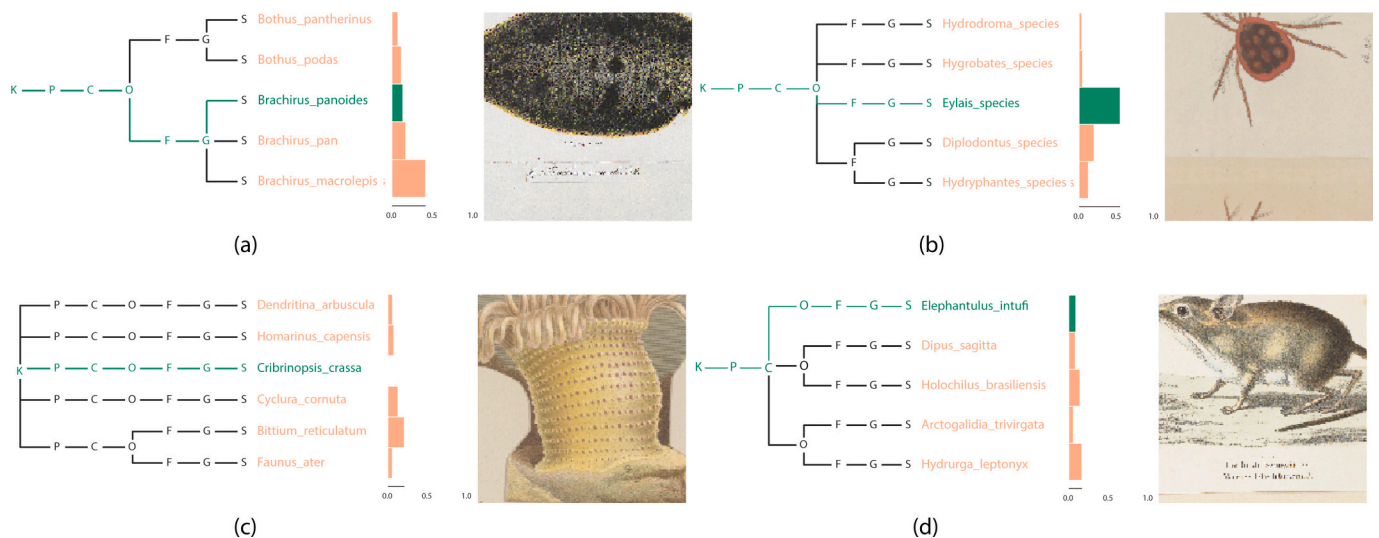 F G S Bothus_pantherinus
S Bothus_podas
K P C O
S Brachirus_panoides
F G S Brachirus_pan
S Brachirus_macrolepis
0.0 0.5 1.0
(a)
F G S Hydrodroma_species
F G S Hygrobates_species
K P C O
F G S Eylais_species
G S Diplodontus_species
F
G S Hydryphantes_species s
0.0 0.5 1.0
(b)
P C O F G S Dendritina_arbuscula
P C O F G S Homarinus_capensis
K P C O F G S Cribrinopsis_crassa
P C O F G S Cyclura_cornuta
F G S Bittium_reticulatum
P C O
F G S Faunus_ater
0.0 0.5 1.0
(c)
O F G S Elephantulus_intufi
F G S Dipus_sagitta
K P C O
F G S Holochilus_brasiliensis
F G S Arctogalidia_trivirgata
O
F G S Hydrurga_leptonyx
0.0 0.5 1.0
(d)